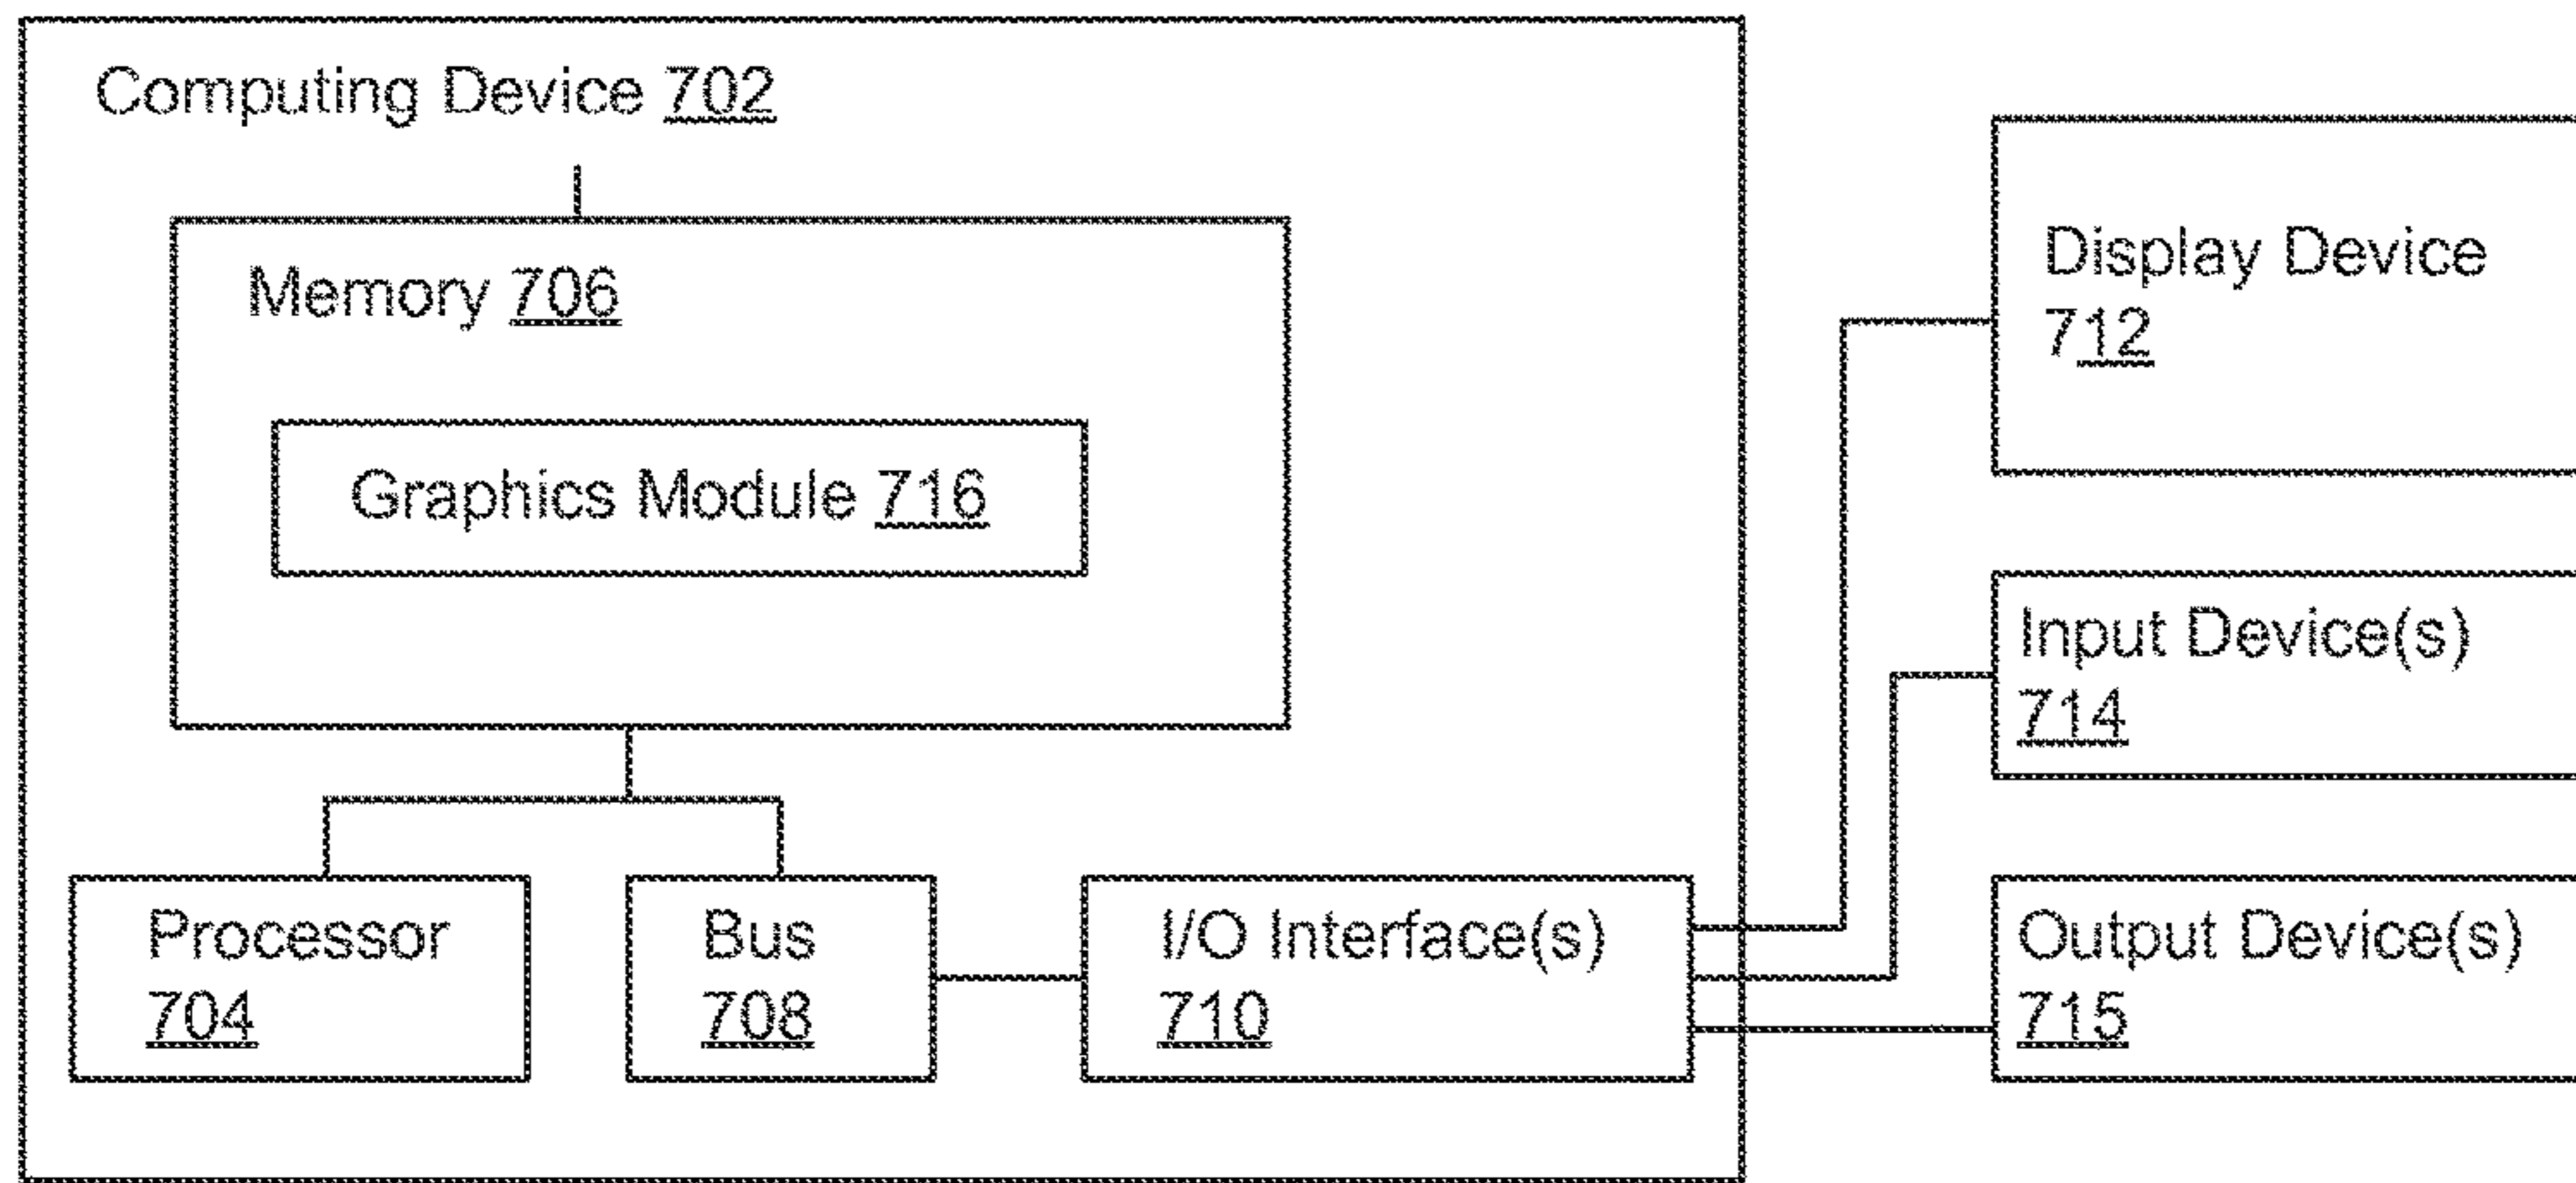 Computing Device 702
Memory 706
Graphics Module 716
Display Device
712
Input Device(s)
714
Processor
704
Bus
708
I/O Interface(s)
710
Output Device(s)
715